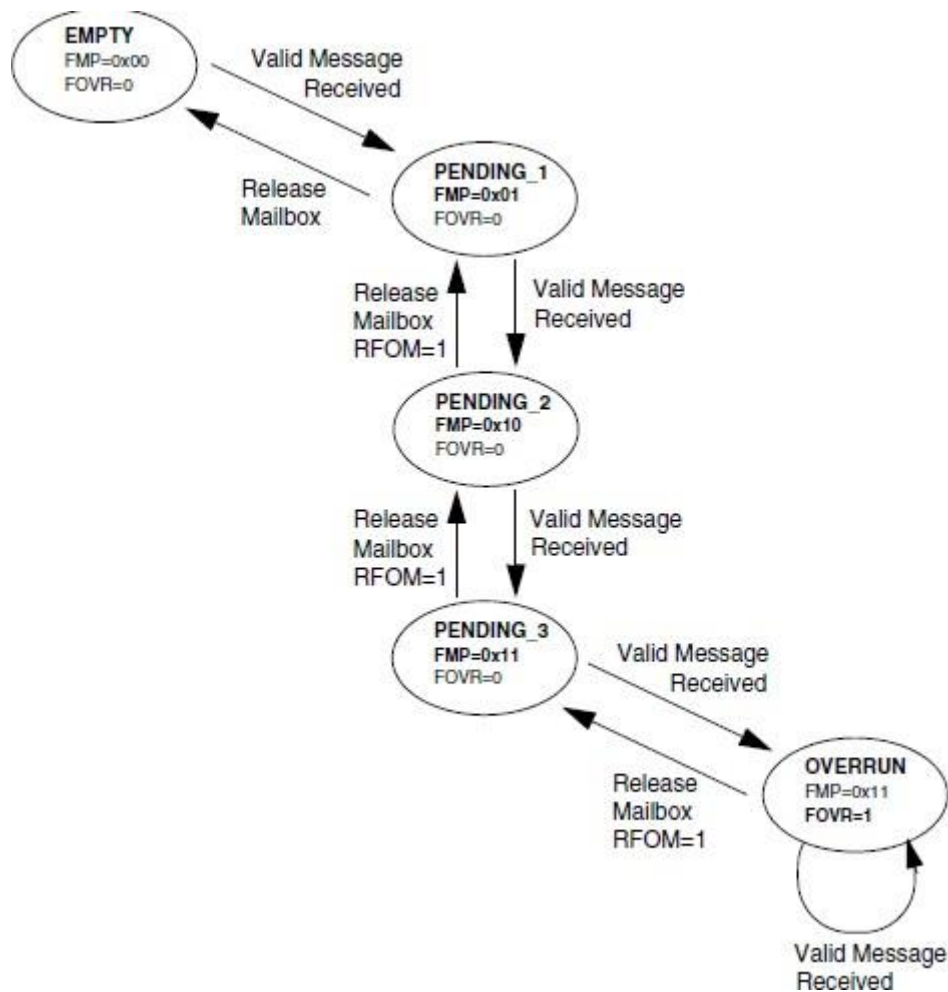 EMPTY
FMP=0x00
FOVR=0
Valid Message
Received
Release
Mailbox
PENDING_1
FMP=0x01
FOVR=0
Release
Mailbox
RFOM=1
Valid Message
Received
PENDING_2
FMP=0x10
FOVR=0
Release
Mailbox
RFOM=1
Valid Message
Received
PENDING_3
FMP=0x11
FOVR=0
Valid Message
Received
Release
Mailbox
RFOM=1
OVERRUN
FMP=0x11
FOVR=1
Valid Message
Received